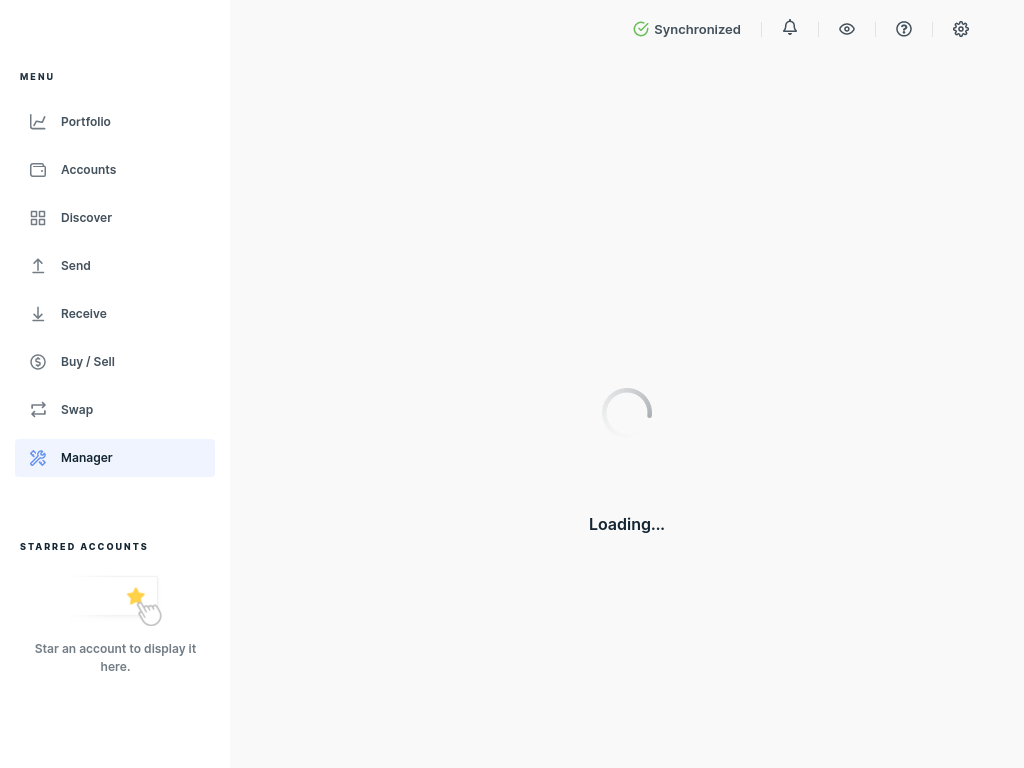 Synchronized
MENU
Portfolio
Accounts
Discover
Send
Receive
Buy / Sell
Swap
Manager
Loading...
STARRED ACCOUNTS
Star an account to display it
here.